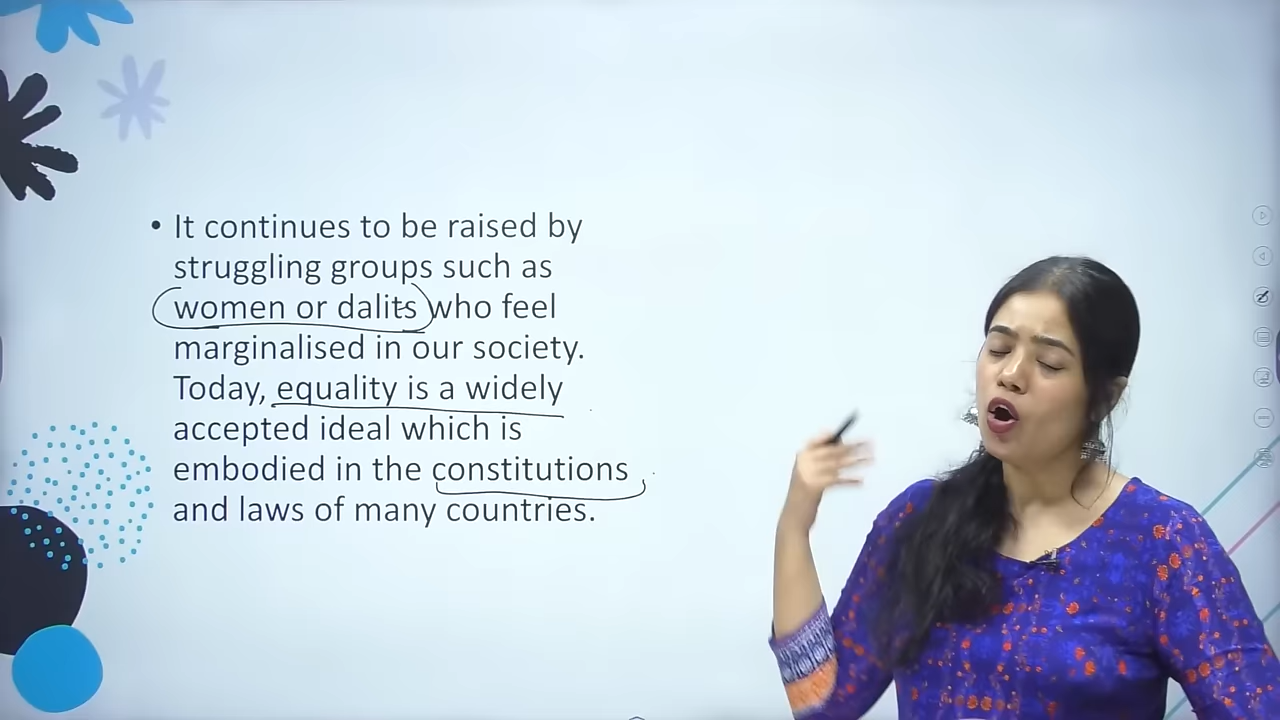 • It continues to be raised by
struggling groups such as
women or dalits who feel
marginalised in our society.
Today, equality is a widely
accepted ideal which is
embodied in the constitutions
and laws of many countries.